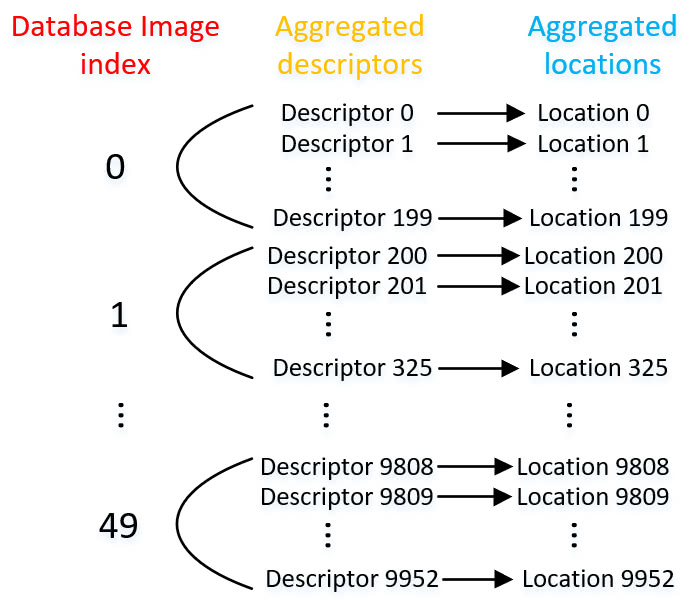 Database Image Aggregated Aggregated
index descriptors locations
Descriptor 0 Location 0
Descriptor 1 Location 1
0
Descriptor 199 Location 199
Descriptor 200 Location 200
Descriptor 201 Location 201
1
Descriptor 325 Location 325
Descriptor 9808 Location 9808
Descriptor 9809 Location 9809
49
Descriptor 9952 Location 9952